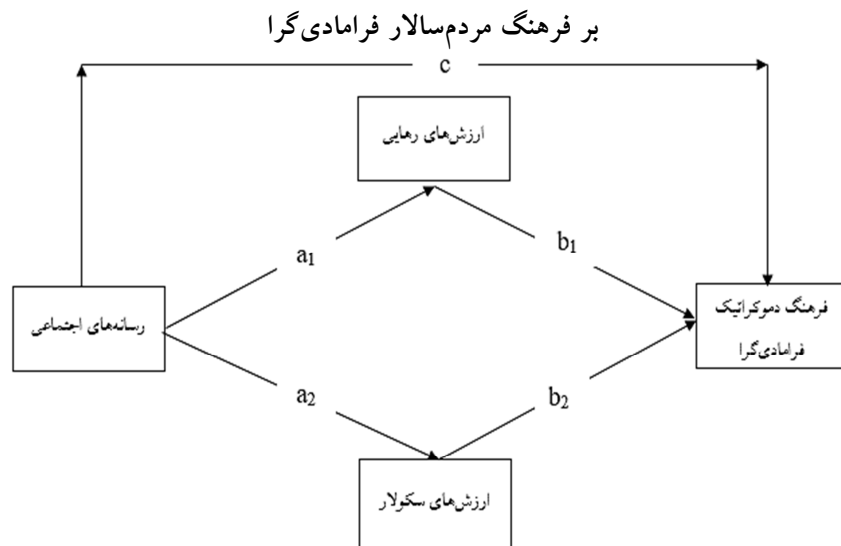 بر فرهنگ مردم‌سالار فرامادی‌گرا
c
ارزش‌های رهایی
a1
b1
رسانه‌های اجتماعی
فرهنگ دموکراتیک
فرامادی‌گرا
a2
b2
ارزش‌های سکولار